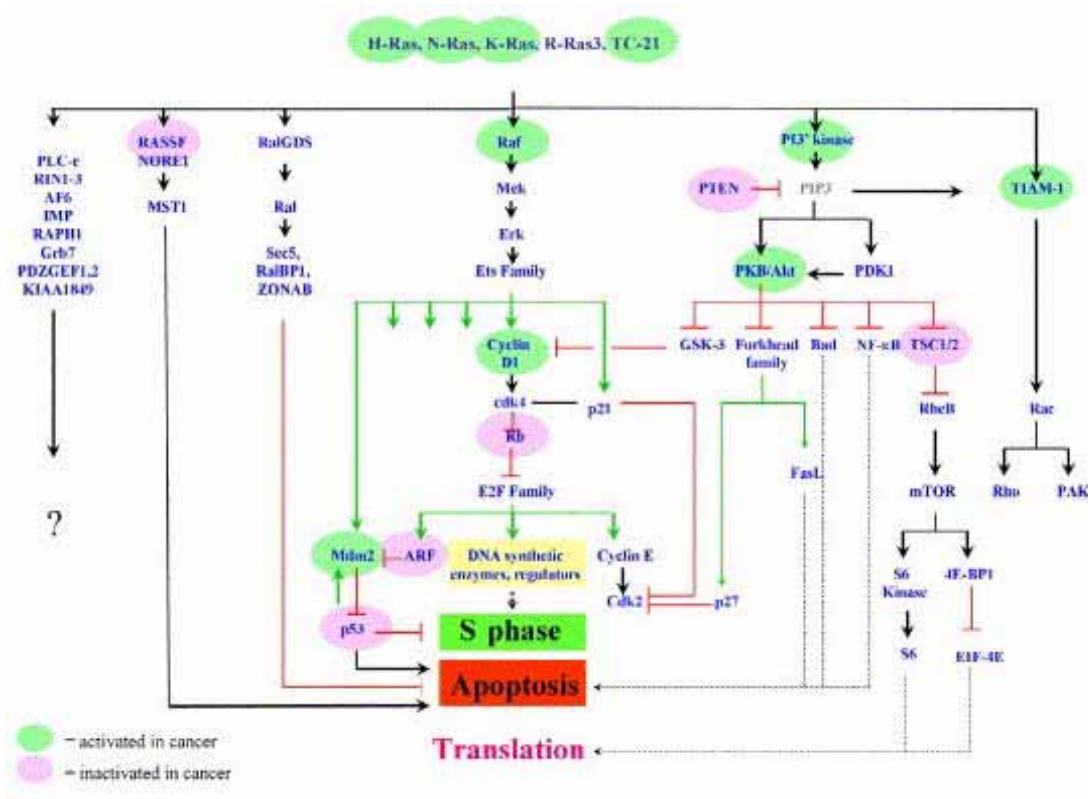 H-Ras, N-Ras, K-Ras, R-Ras3, TC-21
PLC-e
RIN1-3
AF6
IMP
RAPH1
Grb7
PDZGEF1,2
KIAA1849
?
RASSF
NORE1
MST1
RalGDS
Ral
Sec5,
RalBP1,
ZONAB
Raf
Mek
Erk
Ets Family
Cyclin
D1
cdk4
p21
Rb
E2F Family
Mdm2
ARF
DNA synthetic
enzymes, regulators
Cyclin E
Cdk2
p27
p53
S phase
Apoptosis
Translation
PI3' kinase
PTEN
PIP3
PKB/Akt
PDK1
GSK-3
Forkhead
family
Bad
NF-κB
TSC1/2
FasL
RheB
mTOR
S6
Kinase
4E-BP1
S6
EIF-4E
TIAM-1
Rac
Rho
PAK
= activated in cancer
= inactivated in cancer